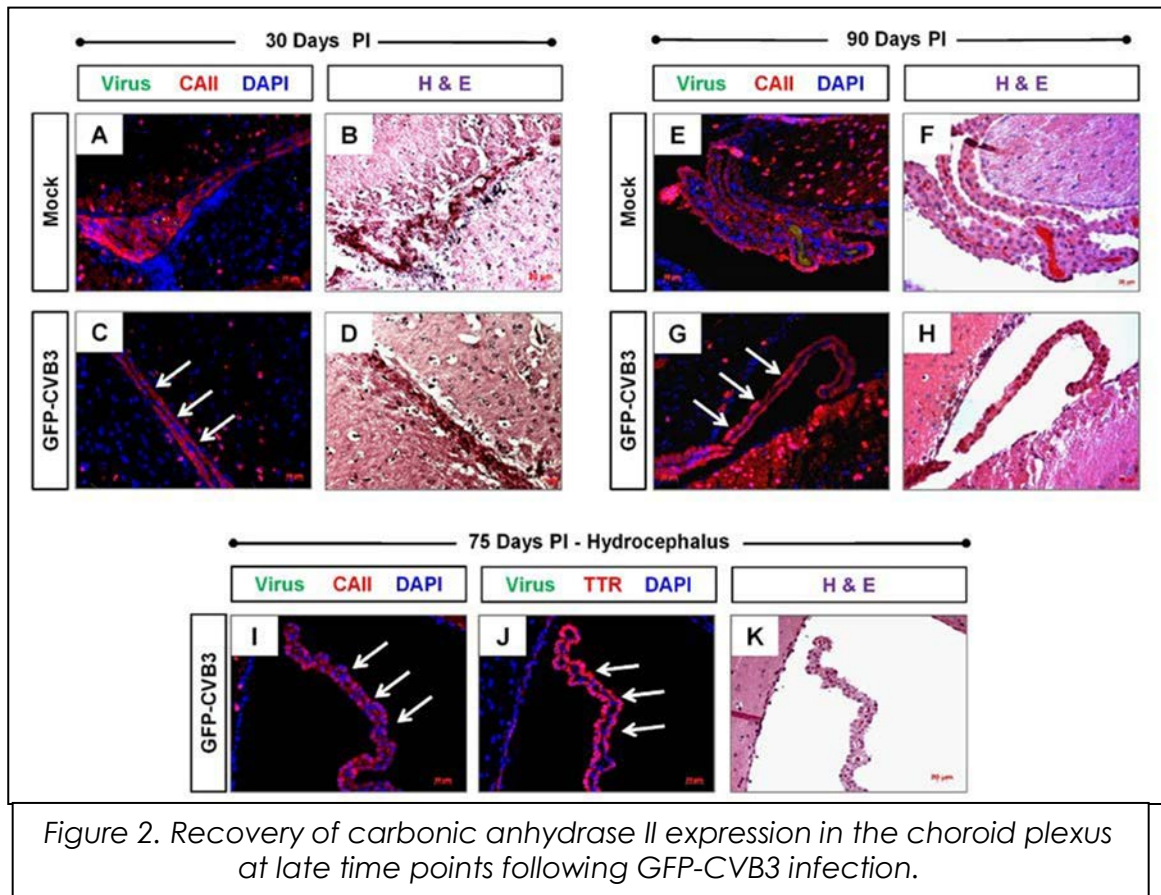 30 Days PI
90 Days PI
Virus CAII DAPI
H & E
Virus CAII DAPI
H & E
Mock
A
B
E
F
GFP-CVB3
C
D
G
H
75 Days PI - Hydrocephalus
Virus CAII DAPI
Virus TTR DAPI
H & E
GFP-CVB3
I
J
K
Figure 2. Recovery of carbonic anhydrase II expression in the choroid plexus
at late time points following GFP-CVB3 infection.